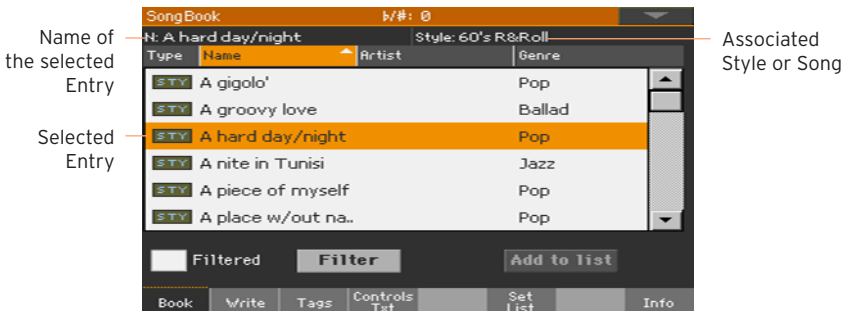 SongBook ♭/#: 0
Name of the selected Entry
N: A hard day/night Style: 60's R&Roll
Associated Style or Song
Type Name Artist Genre
STY A gigolo' Pop
STY A groovy love Ballad
Selected Entry
STY A hard day/night Pop
STY A nite in Tunisi Jazz
STY A piece of myself Pop
STY A place w/out na.. Pop
Filtered Filter Add to list
Book Write Tags Controls Txt Set List Info